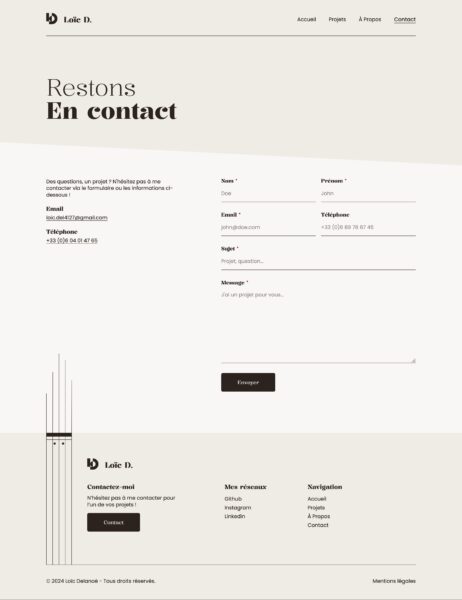 Loïc D.
Accueil Projets À Propos Contact
Restons
En contact
Des questions, un projet ? N'hésitez pas à me
contacter via le formulaire ou les informations ci-
dessous !
Email
loic.del4127@gmail.com
Téléphone
+33 (0)6 04 01 47 65
Nom * Prénom *
Doe John
Email * Téléphone
john@doe.com +33 (0)6 89 78 67 45
Sujet *
Projet, question...
Message *
J'ai un projet pour vous...
Envoyer
Loïc D.
Contactez-moi
N'hésitez pas à me contacter pour
l'un de vos projets !
Contact
Mes réseaux
Github
Instagram
Linkedin
Navigation
Accueil
Projets
À Propos
Contact
© 2024 Loïc Delanoë - Tous droits réservés. Mentions légales